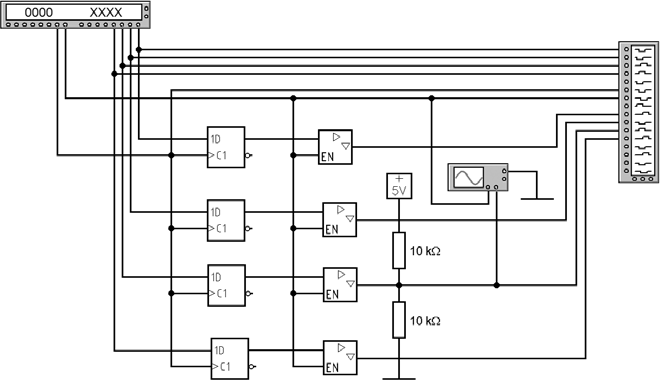 0000 XXXX
1D
C1
EN
+
5V
1D
C1
EN
10 kΩ
1D
C1
EN
10 kΩ
1D
C1
EN